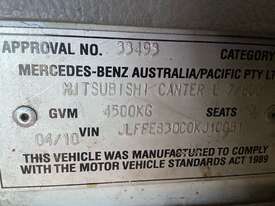 APPROVAL NO. 33493 CATEGORY
MERCEDES-BENZ AUSTRALIA/PACIFIC PTY LT
MITSUBISHI CANTER L
GVM 4500KG SEATS
04/10 VIN
THIS VEHICLE WAS MANUFACTURED TO COMPLY
WITH THE MOTOR VEHICLE STANDARDS ACT 1989